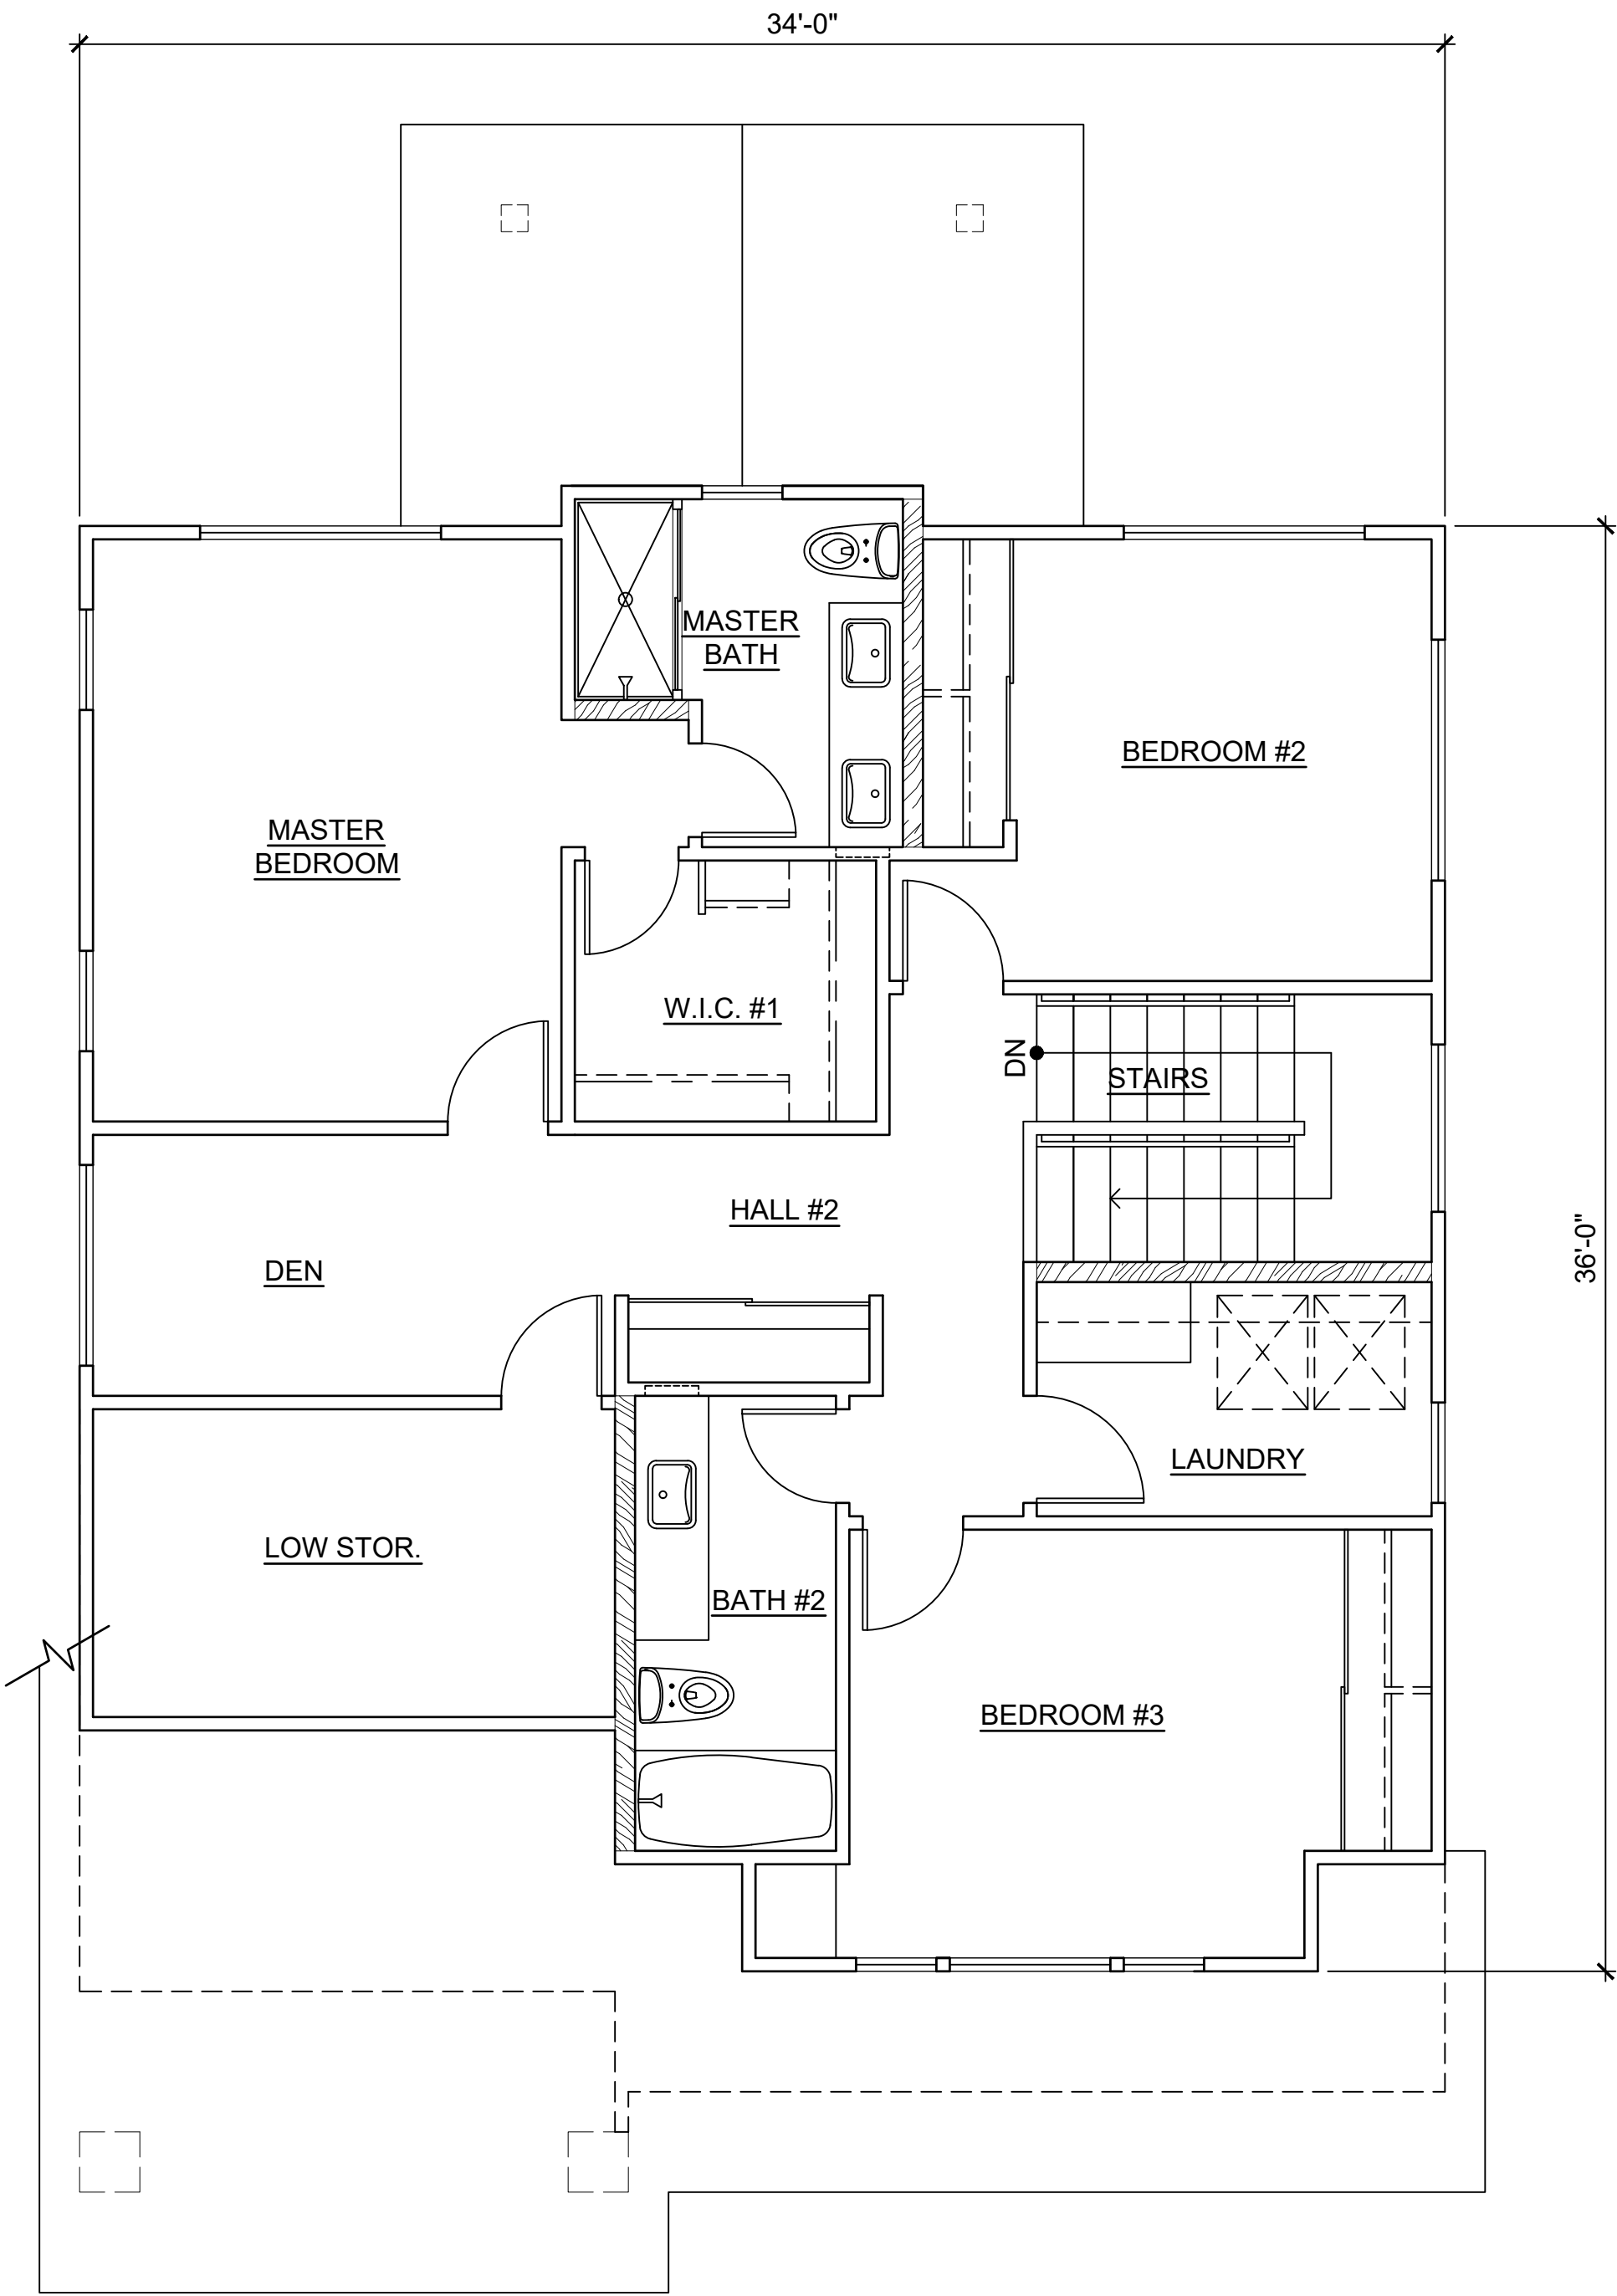 34'-0"
MASTER
BATH
BEDROOM #2
MASTER
BEDROOM
W.I.C. #1
DN
STAIRS
HALL #2
36'-0"
DEN
LAUNDRY
LOW STOR.
BATH #2
BEDROOM #3